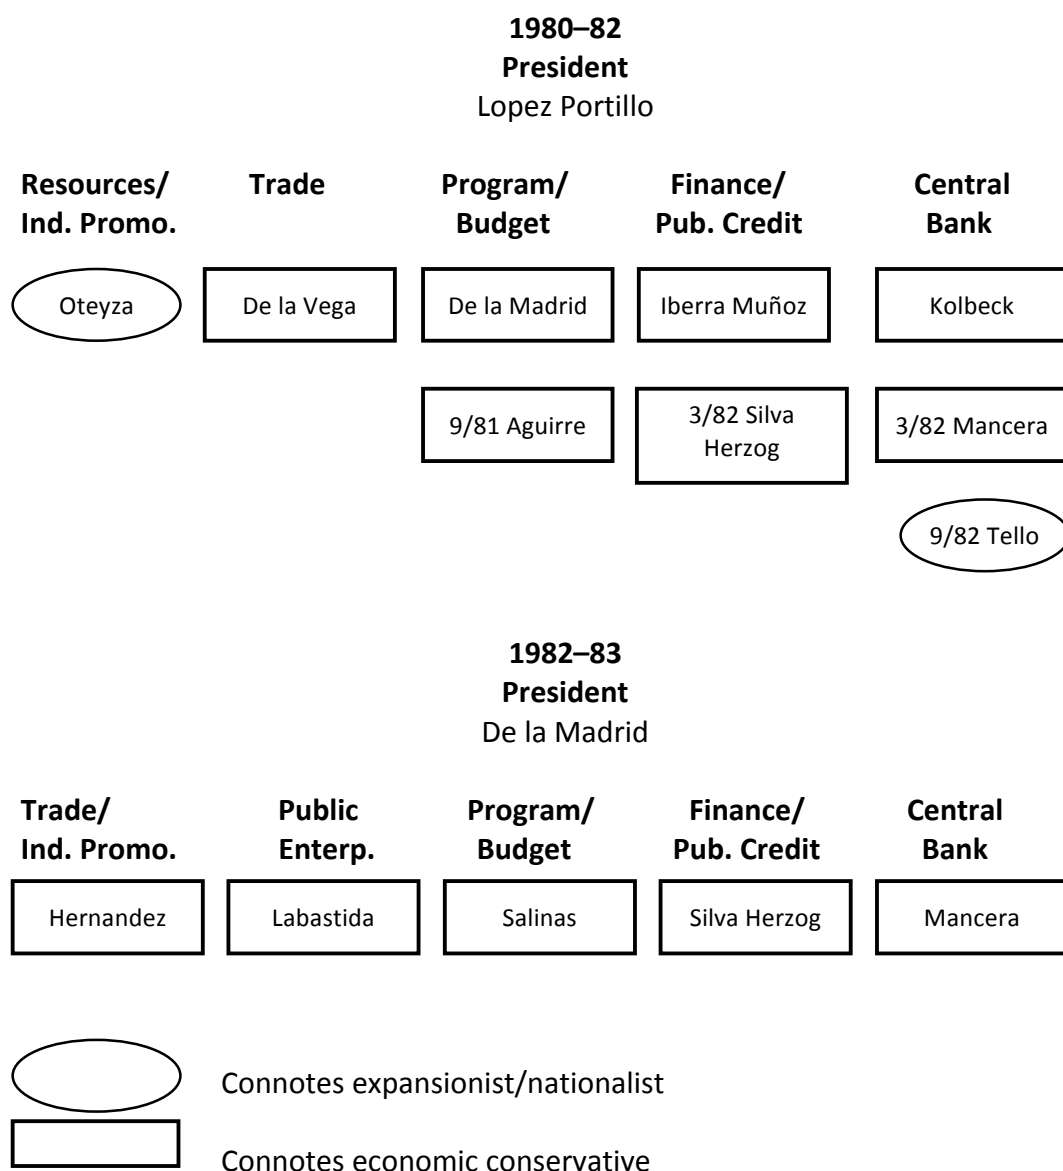 1980–82
President
Lopez Portillo
Resources/ Trade Program/ Finance/ Central
Ind. Promo. Budget Pub. Credit Bank
Oteyza De la Vega De la Madrid Iberra Muñoz Kolbeck
9/81 Aguirre 3/82 Silva Herzog 3/82 Mancera
9/82 Tello
1982–83
President
De la Madrid
Trade/ Public Program/ Finance/ Central
Ind. Promo. Enterp. Budget Pub. Credit Bank
Hernandez Labastida Salinas Silva Herzog Mancera
Connotes expansionist/nationalist
Connotes economic conservative